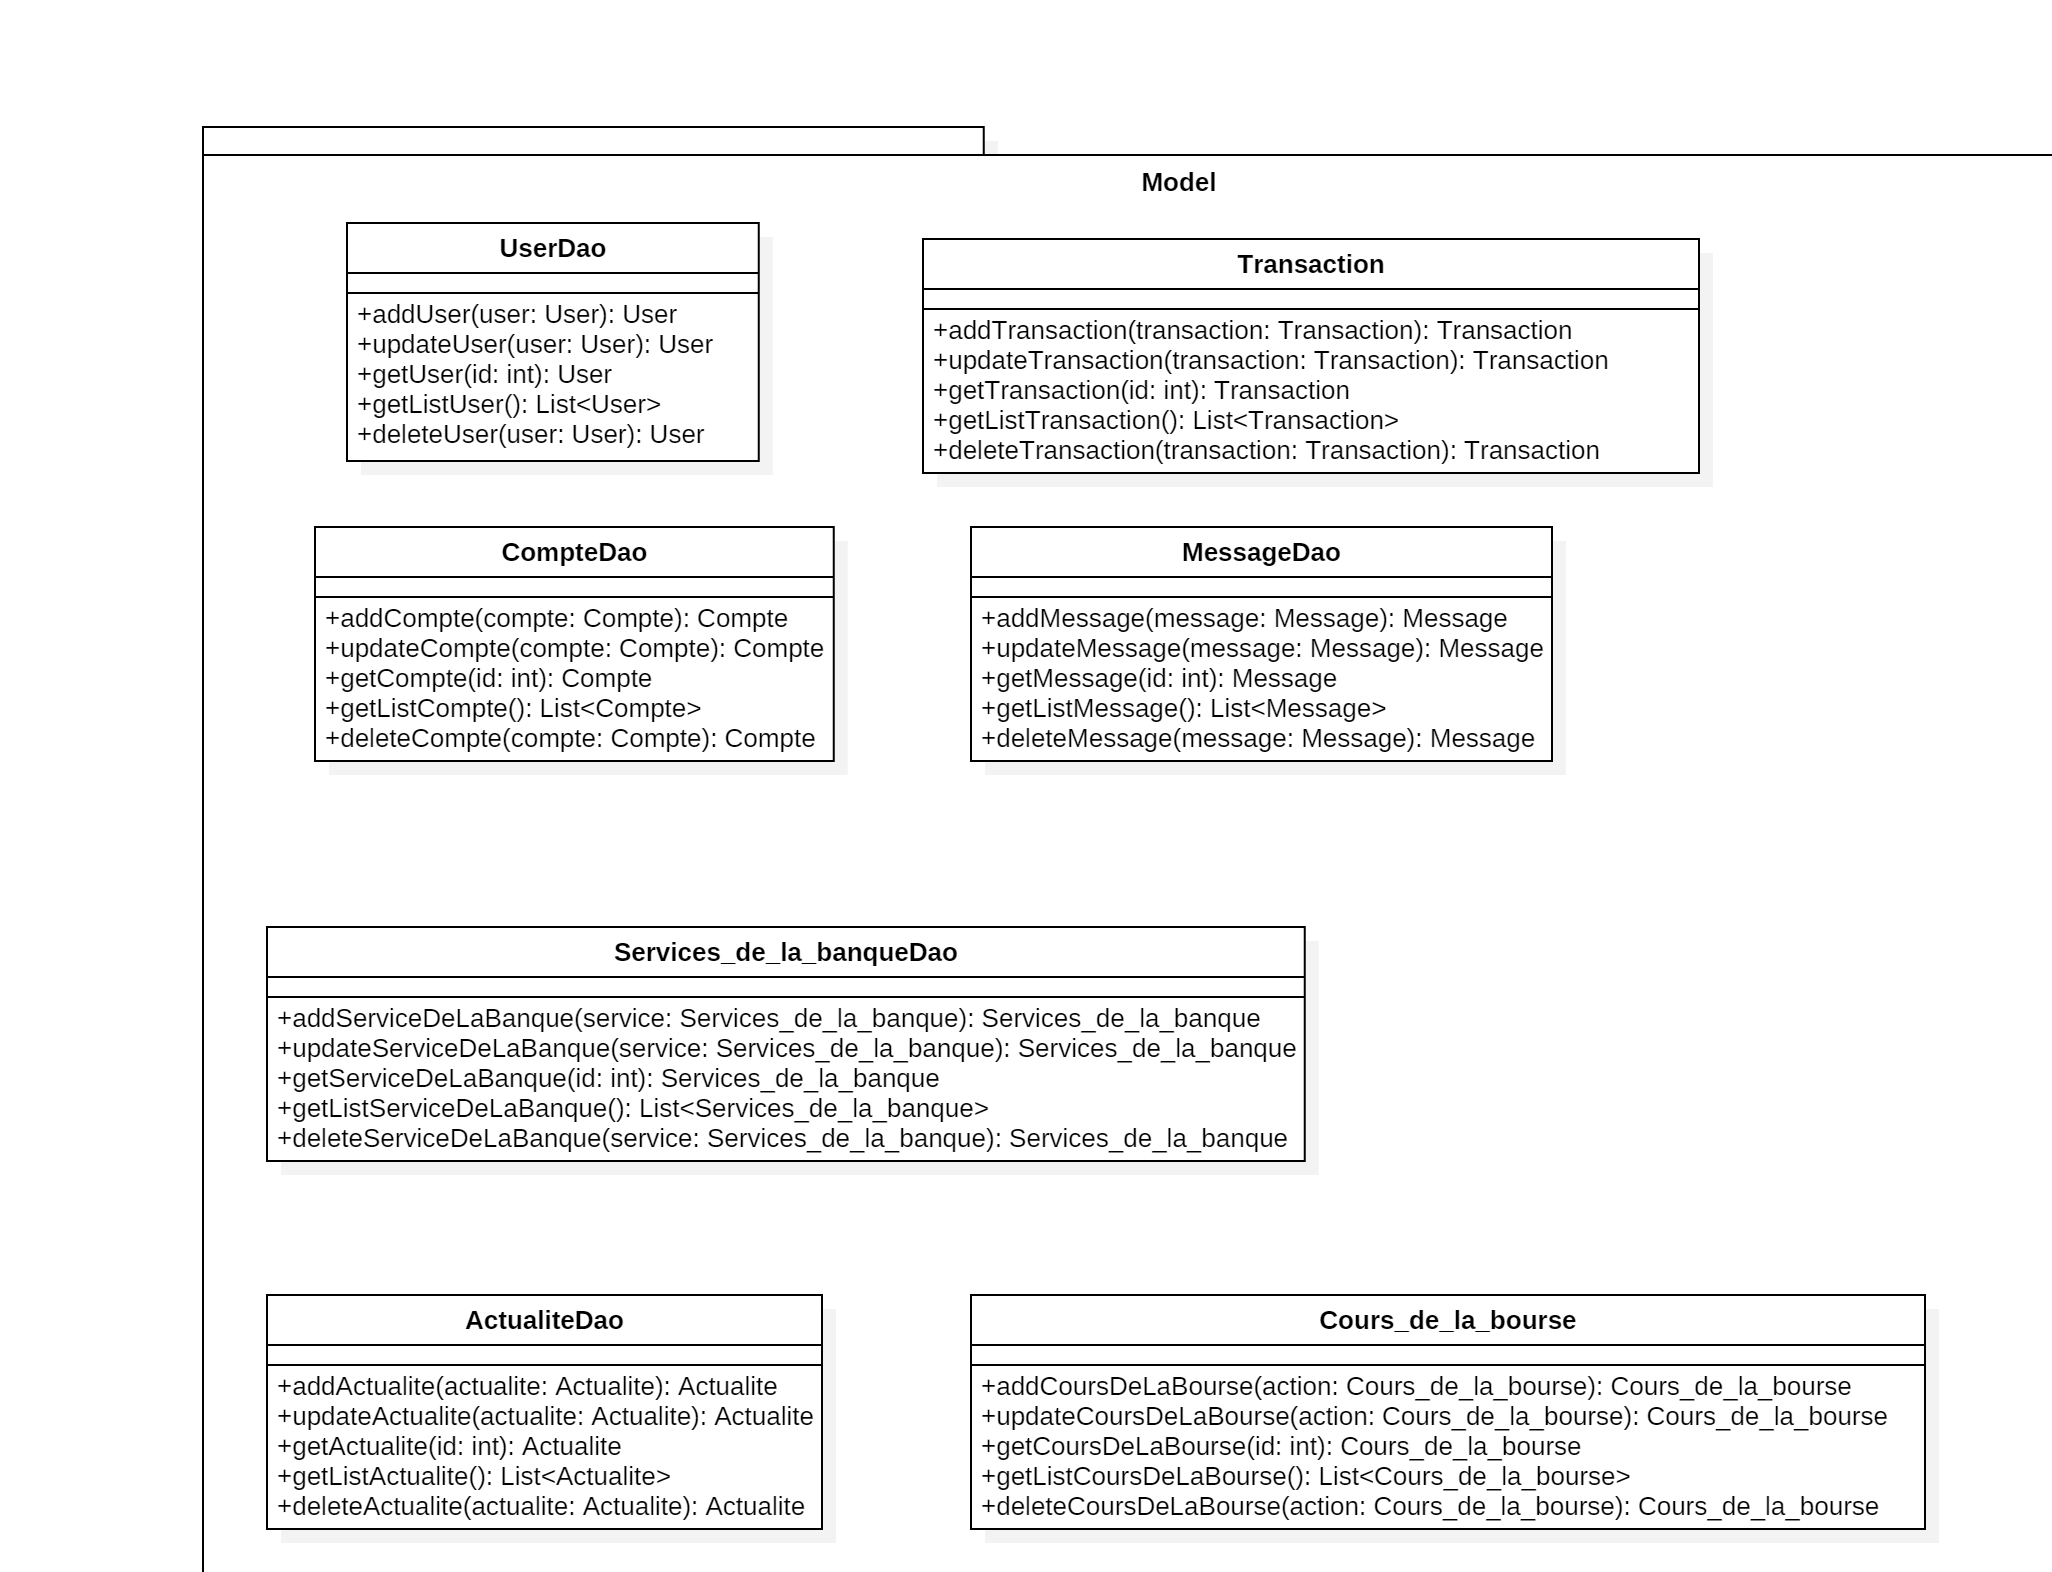 Model
UserDao
+addUser(user: User): User
+updateUser(user: User): User
+getUser(id: int): User
+getListUser(): List<User>
+deleteUser(user: User): User
Transaction
+addTransaction(transaction: Transaction): Transaction
+updateTransaction(transaction: Transaction): Transaction
+getTransaction(id: int): Transaction
+getListTransaction(): List<Transaction>
+deleteTransaction(transaction: Transaction): Transaction
CompteDao
+addCompte(compte: Compte): Compte
+updateCompte(compte: Compte): Compte
+getCompte(id: int): Compte
+getListCompte(): List<Compte>
+deleteCompte(compte: Compte): Compte
MessageDao
+addMessage(message: Message): Message
+updateMessage(message: Message): Message
+getMessage(id: int): Message
+getListMessage(): List<Message>
+deleteMessage(message: Message): Message
Services_de_la_banqueDao
+addServiceDeLaBanque(service: Services_de_la_banque): Services_de_la_banque
+updateServiceDeLaBanque(service: Services_de_la_banque): Services_de_la_banque
+getServiceDeLaBanque(id: int): Services_de_la_banque
+getListServiceDeLaBanque(): List<Services_de_la_banque>
+deleteServiceDeLaBanque(service: Services_de_la_banque): Services_de_la_banque
ActualiteDao
+addActualite(actualite: Actualite): Actualite
+updateActualite(actualite: Actualite): Actualite
+getActualite(id: int): Actualite
+getListActualite(): List<Actualite>
+deleteActualite(actualite: Actualite): Actualite
Cours_de_la_bourse
+addCoursDeLaBourse(action: Cours_de_la_bourse): Cours_de_la_bourse
+updateCoursDeLaBourse(action: Cours_de_la_bourse): Cours_de_la_bourse
+getCoursDeLaBourse(id: int): Cours_de_la_bourse
+getListCoursDeLaBourse(): List<Cours_de_la_bourse>
+deleteCoursDeLaBourse(action: Cours_de_la_bourse): Cours_de_la_bourse